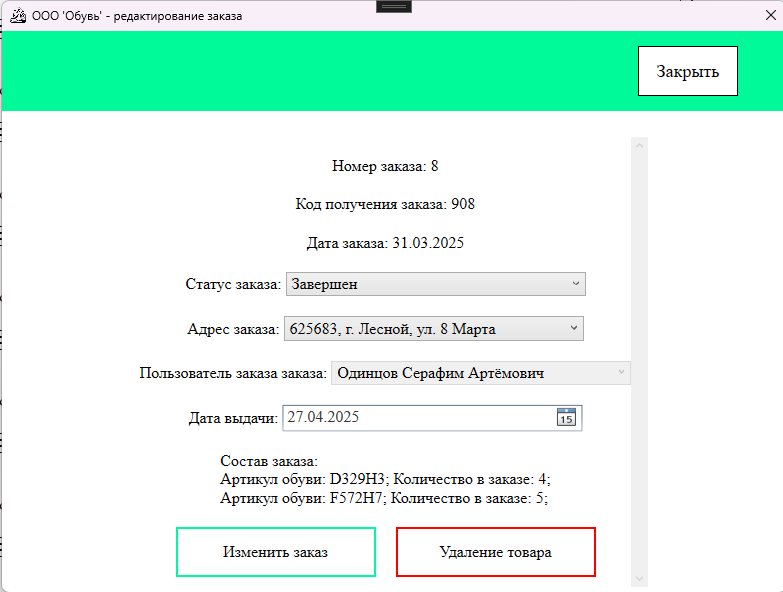 ООО 'Обувь' - редактирование заказа
Закрыть
Номер заказа: 8
Код получения заказа: 908
Дата заказа: 31.03.2025
Статус заказа: Завершен
Адрес заказа: 625683, г. Лесной, ул. 8 Марта
Пользователь заказа заказа: Одинцов Серафим Артёмович
Дата выдачи: 27.04.2025 15
Состав заказа:
Артикул обуви: D329H3; Количество в заказе: 4;
Артикул обуви: F572H7; Количество в заказе: 5;
Изменить заказ Удаление товара